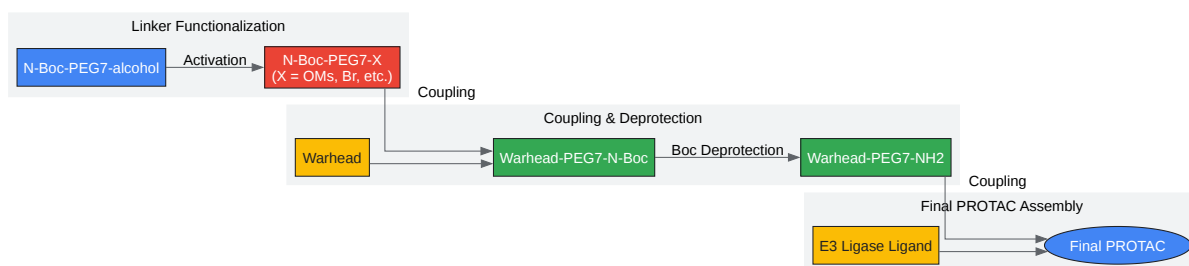 Linker Functionalization
N-Boc-PEG7-alcohol
Activation
N-Boc-PEG7-X
(X = OMs, Br, etc.)
Coupling
Coupling & Deprotection
Warhead
Warhead-PEG7-N-Boc
Boc Deprotection
Warhead-PEG7-NH2
Coupling
Final PROTAC Assembly
E3 Ligase Ligand
Final PROTAC